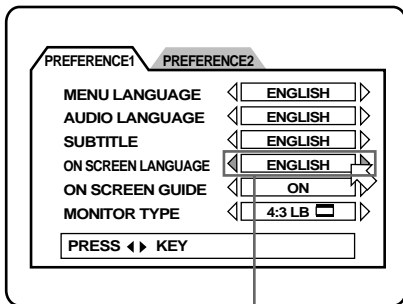 PREFERENCE1 PREFERENCE2
MENU LANGUAGE ENGLISH
AUDIO LANGUAGE ENGLISH
SUBTITLE ENGLISH
ON SCREEN LANGUAGE ENGLISH
ON SCREEN GUIDE ON
MONITOR TYPE 4:3 LB
PRESS KEY